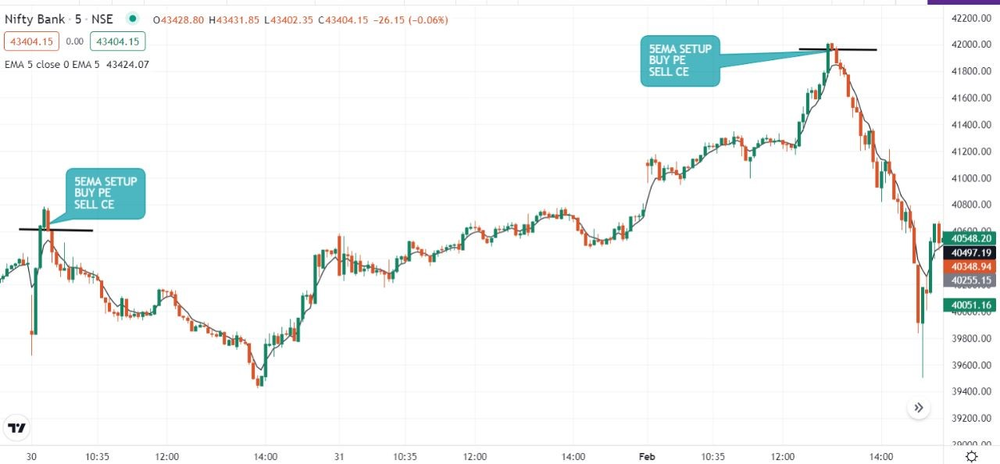 Nifty Bank · 5 · NSE O43428.80 H43431.85 L43402.35 C43404.15 −26.15 (−0.06%)
43404.15 0.00 43404.15
EMA 5 close 0 EMA 5 43424.07
5EMA SETUP
BUY PE
SELL CE
5EMA SETUP
BUY PE
SELL CE
42200.00
42000.00
41800.00
41600.00
41400.00
41200.00
41000.00
40800.00
40600.00
40548.20
40497.19
40348.94
40255.15
40051.16
40000.00
39800.00
39600.00
39400.00
39200.00
39000.00
30 10:35 12:00 14:00 31 10:35 12:00 14:00 Feb 10:35 12:00 14:00